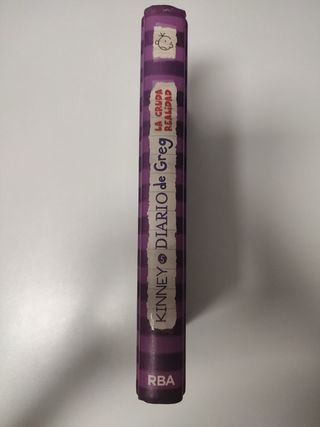 KINNEY 5 DIARIO de Greg
LA CRUDA
REALIDAD
RBA